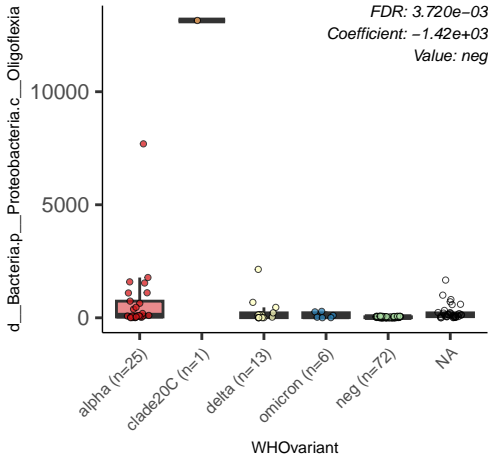 FDR: 3.720e−03
Coefficient: −1.42e+03
Value: neg
d__Bacteria.p__Proteobacteria.c__Oligoflexia
10000
5000
0
alpha (n=25)
clade20C (n=1)
delta (n=13)
omicron (n=6)
neg (n=72)
NA
WHOvariant